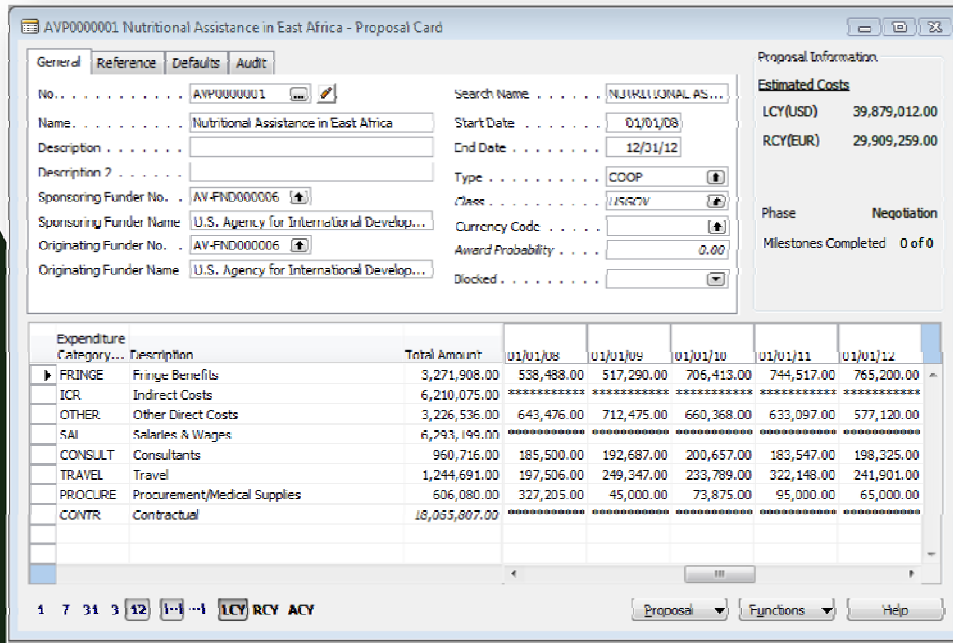 AVP0000001 Nutritional Assistance in East Africa - Proposal Card
General Reference Defaults Audit
No. . . . . . . . . . . . AVP0000001 ...
Name. . . . . . . . . . . Nutritional Assistance in East Africa
Description . . . . . . .
Description 2 . . . . . .
Sponsoring Funder No. . AV-FND000006
Sponsoring Funder Name U.S. Agency for International Develop...
Originating Funder No. . AV-FND000006
Originating Funder Name U.S. Agency for International Develop...
Search Name . . . . . . NUTRITIONAL AS...
Start Date . . . . . . . 01/01/08
End Date . . . . . . . . 12/31/12
Type . . . . . . . . . . COOP
Class . . . . . . . . . . USGOV
Currency Code . . . . .
Award Probability . . . . 0.00
Blocked . . . . . . . . .
Proposal Information
Estimated Costs
LCY(USD) 39,879,012.00
RCY(EUR) 29,909,259.00
Phase Negotiation
Milestones Completed 0 of 0
Expenditure
Category... Description Total Amount 01/01/08 01/01/09 01/01/10 01/01/11 01/01/12
FRINGE Fringe Benefits 3,271,908.00 538,488.00 517,290.00 706,413.00 744,517.00 765,200.00
ICR Indirect Costs 6,210,075.00 *********** *********** *********** *********** ***********
OTHER Other Direct Costs 3,226,536.00 643,476.00 712,475.00 660,368.00 633,097.00 577,120.00
SAL Salaries & Wages 6,293,199.00 *********** *********** *********** *********** ***********
CONSULT Consultants 960,716.00 185,500.00 192,687.00 200,657.00 183,547.00 198,325.00
TRAVEL Travel 1,244,691.00 197,506.00 249,347.00 233,789.00 322,148.00 241,901.00
PROCURE Procurement/Medical Supplies 606,080.00 327,205.00 45,000.00 73,875.00 95,000.00 65,000.00
CONTR Contractual 18,065,807.00 *********** *********** *********** *********** ***********
1 7 31 3 12 LCY RCY ACY
Proposal Functions Help